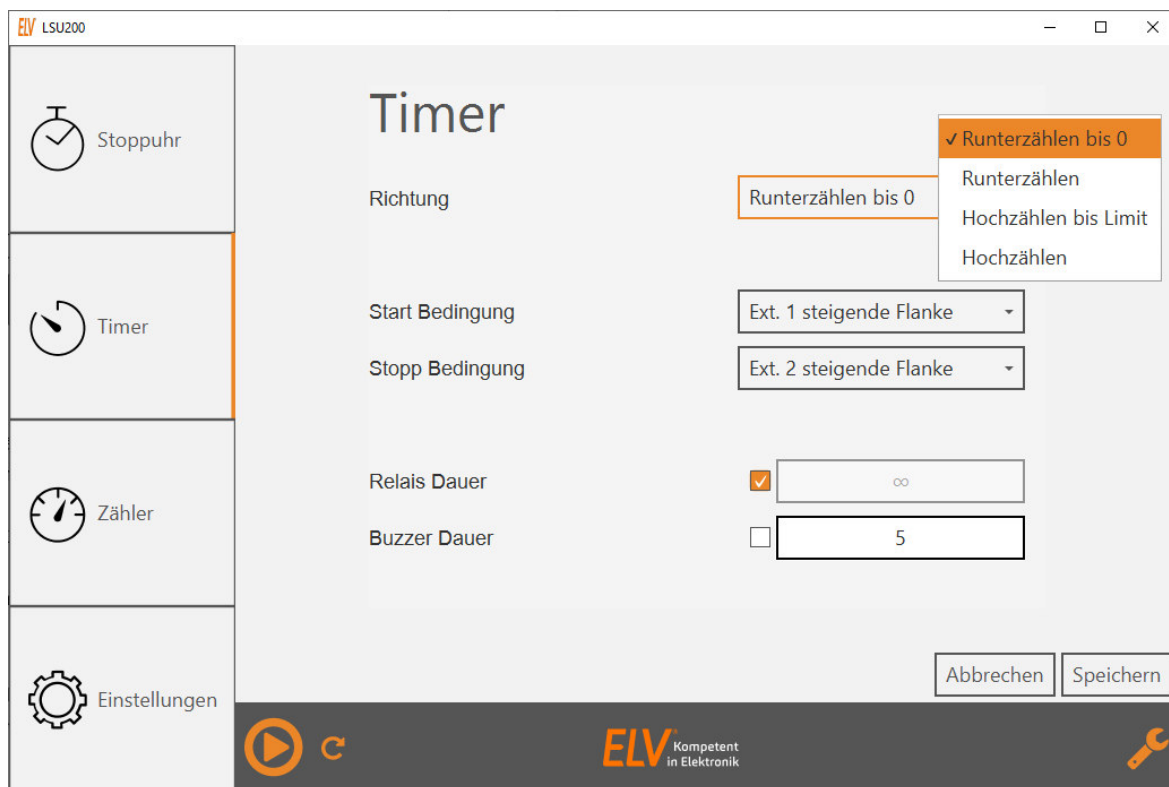 ELV LSU200
Stoppuhr
Timer
Zähler
Einstellungen
Timer
Richtung
Runterzählen bis 0
✓ Runterzählen bis 0
Runterzählen
Hochzählen bis Limit
Hochzählen
Start Bedingung
Ext. 1 steigende Flanke
Stopp Bedingung
Ext. 2 steigende Flanke
Relais Dauer
∞
Buzzer Dauer
5
Abbrechen
Speichern
ELV Kompetent
in Elektronik